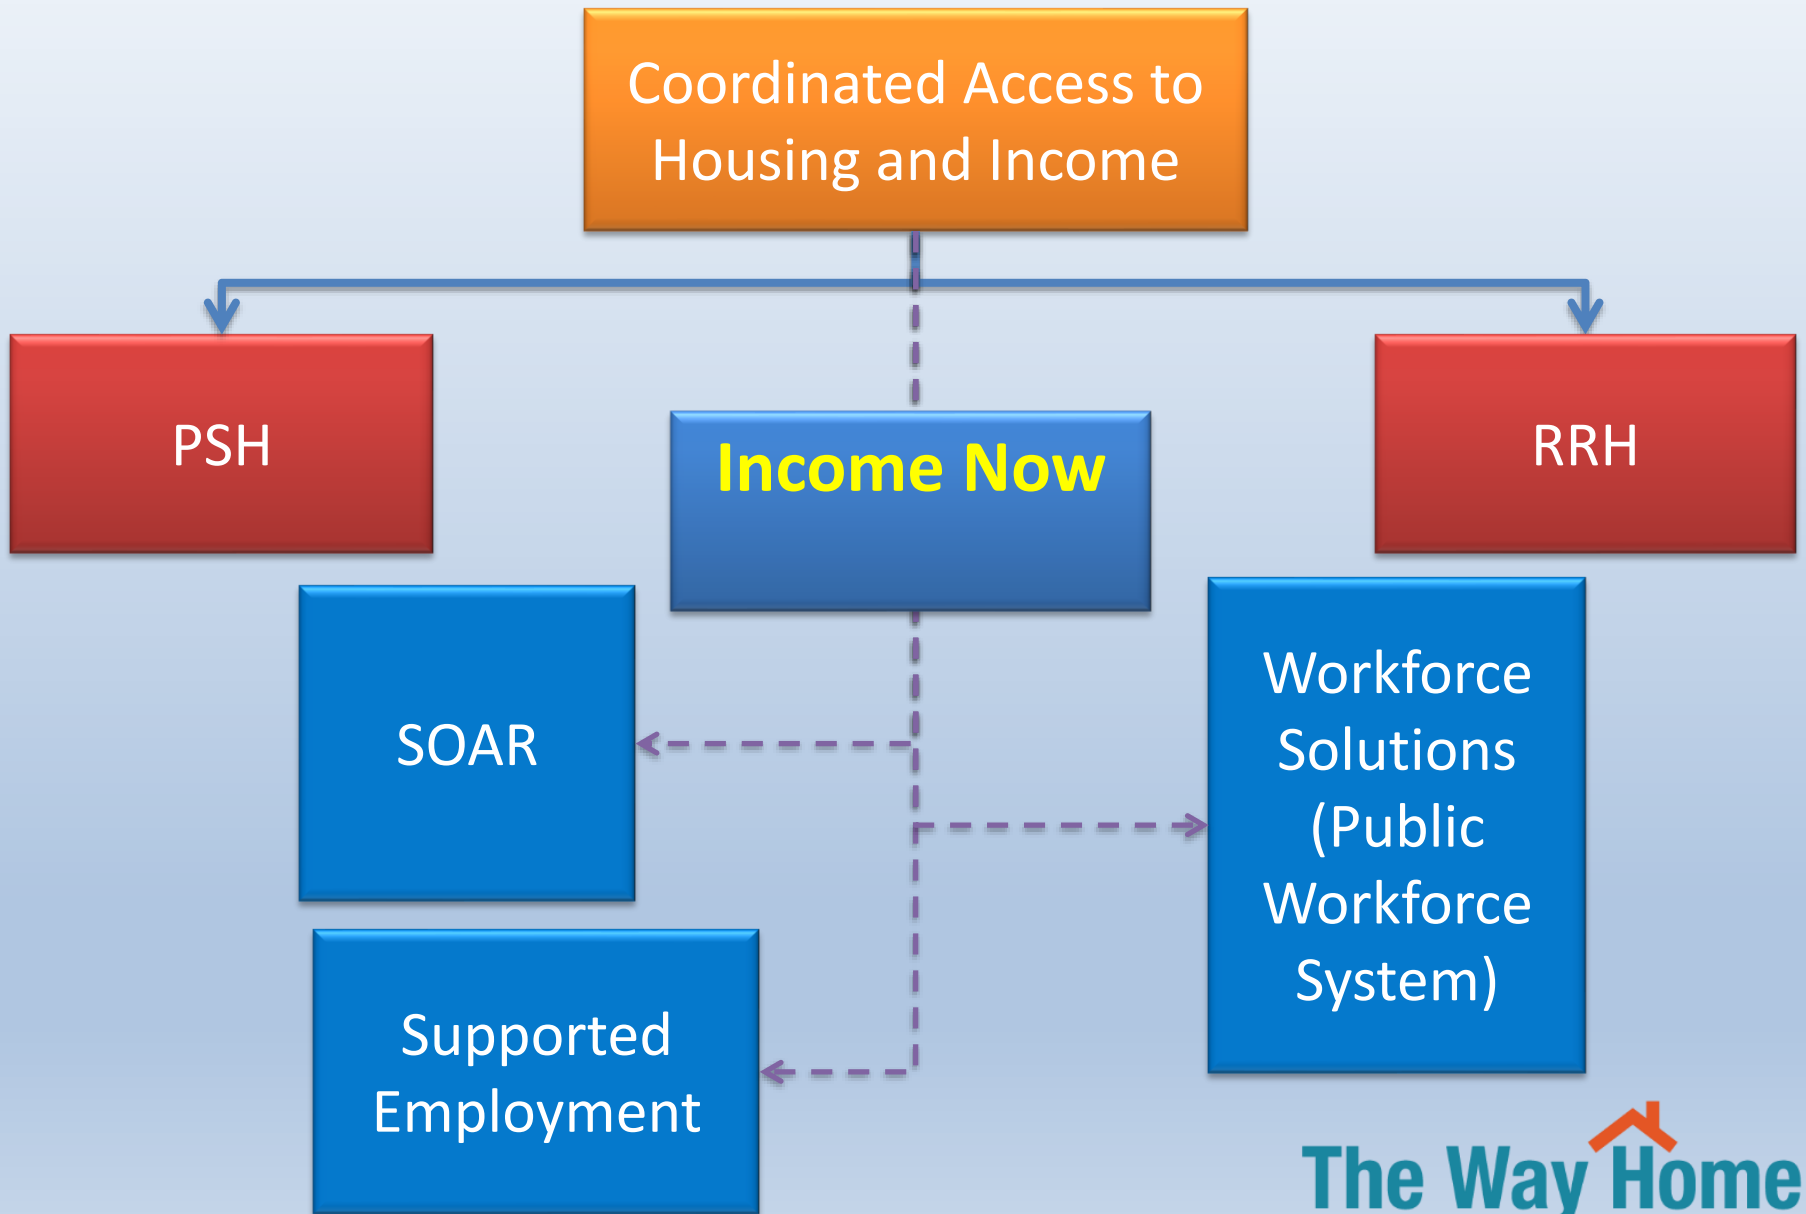 Coordinated Access to
Housing and Income
PSH
Income Now
RRH
SOAR
Workforce
Solutions
(Public
Workforce
System)
Supported
Employment
The Way Home